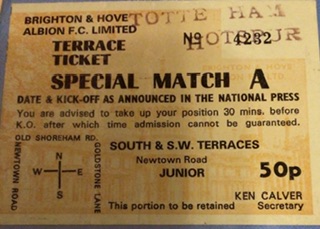 BRIGHTON & HOVE
ALBION F.C. LIMITED
TOTTE HAM
HOTSPUR
TERRACE
TICKET
No 4232
SPECIAL MATCH A
DATE & KICK-OFF AS ANNOUNCED IN THE NATIONAL PRESS
You are advised to take up your position 30 mins. before
K.O. after which time admission cannot be guaranteed.
OLD SHOREHAM RD.
NEWTOWN ROAD
N
W E
S
GOLDSTONE LANE
SOUTH & S.W. TERRACES
Newtown Road
JUNIOR 50p
KEN CALVER
This portion to be retained Secretary